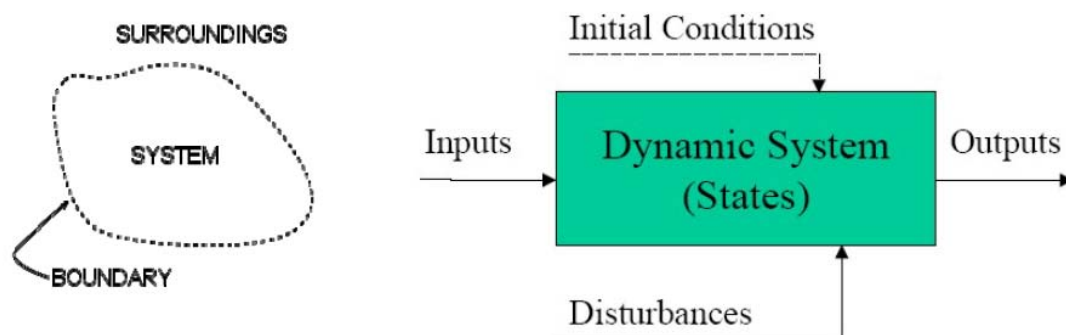 SURROUNDINGS
SYSTEM
BOUNDARY
Initial Conditions
Inputs
Dynamic System
(States)
Outputs
Disturbances